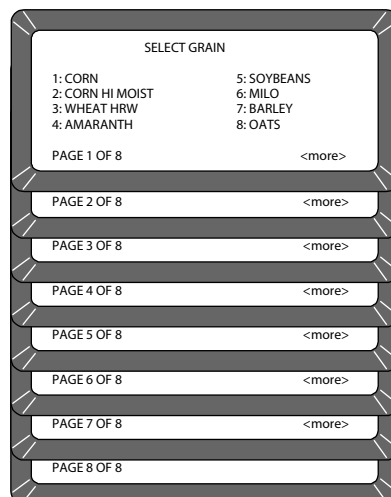 SELECT GRAIN
1: CORN 5: SOYBEANS
2: CORN HI MOIST 6: MILO
3: WHEAT HRW 7: BARLEY
4: AMARANTH 8: OATS
PAGE 1 OF 8 <more>
PAGE 2 OF 8 <more>
PAGE 3 OF 8 <more>
PAGE 4 OF 8 <more>
PAGE 5 OF 8 <more>
PAGE 6 OF 8 <more>
PAGE 7 OF 8 <more>
PAGE 8 OF 8